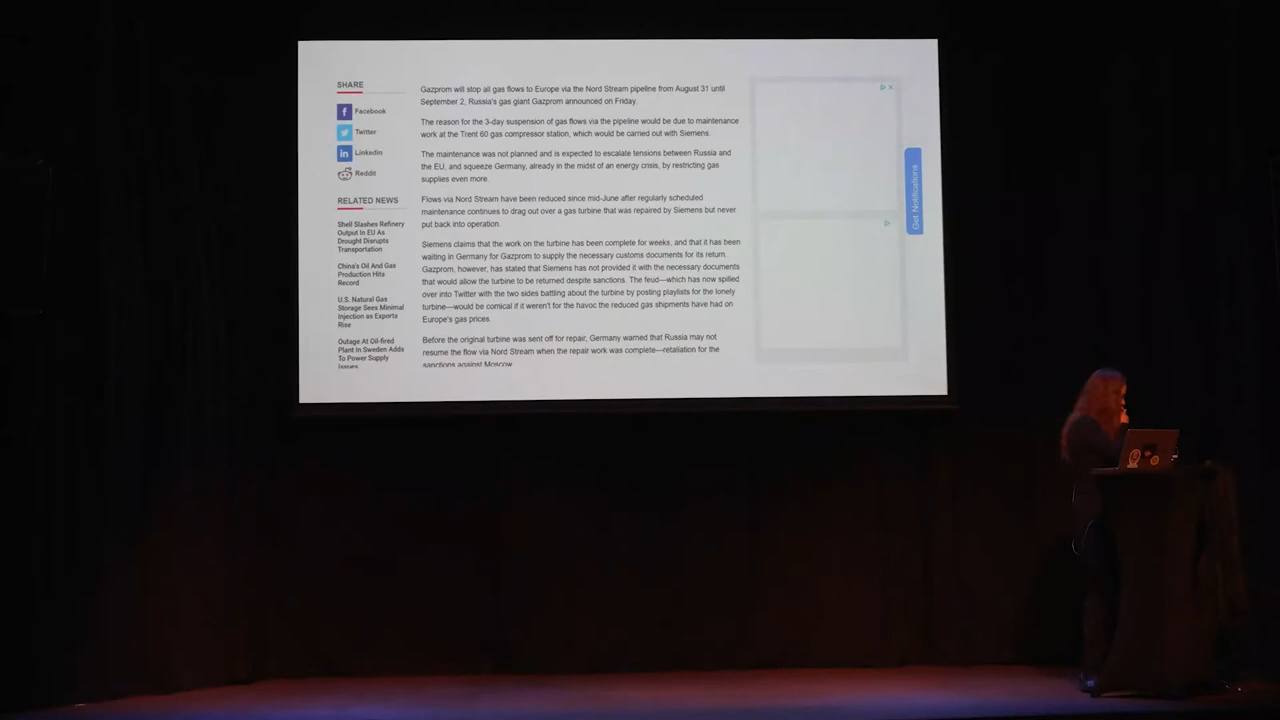 SHARE
Facebook
Twitter
Linkedin
Reddit
RELATED NEWS
Shell Slashes Refinery
Output In EU As
Drought Disrupts
Transportation
China's Oil And Gas
Production Hits
Record
U.S. Natural Gas
Storage Sees Minimal
Injection as Exports
Rise
Outage At Oil-fired
Plant In Sweden Adds
To Power Supply
Issues
Gazprom will stop all gas flows to Europe via the Nord Stream pipeline from August 31 until
September 2, Russia's gas giant Gazprom announced on Friday.
The reason for the 3-day suspension of gas flows via the pipeline would be due to maintenance
work at the Trent 60 gas compressor station, which would be carried out with Siemens.
The maintenance was not planned and is expected to escalate tensions between Russia and
the EU, and squeeze Germany, already in the midst of an energy crisis, by restricting gas
supplies even more.
Flows via Nord Stream have been reduced since mid-June after regularly scheduled
maintenance continues to drag out over a gas turbine that was repaired by Siemens but never
put back into operation.
Siemens claims that the work on the turbine has been complete for weeks, and that it has been
waiting in Germany for Gazprom to supply the necessary customs documents for its return.
Gazprom, however, has stated that Siemens has not provided it with the necessary documents
that would allow the turbine to be returned despite sanctions. The feud—which has now spilled
over into Twitter with the two sides battling about the turbine by posting playlists for the lonely
turbine—would be comical if it weren't for the havoc the reduced gas shipments have had on
Europe's gas prices.
Before the original turbine was sent off for repair, Germany warned that Russia may not
resume the flow via Nord Stream when the repair work was complete—retaliation for the
sanctions against Moscow
Get Notifications